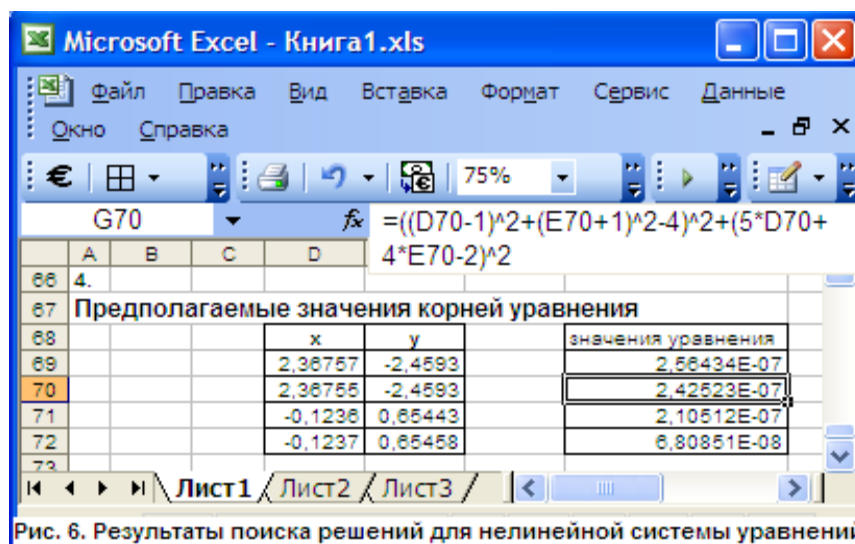 Microsoft Excel - Книга1.xls
Файл Правка Вид Вставка Формат Сервис Данные
Окно Справка
75%
G70 fx =((D70-1)^2+(E70+1)^2-4)^2+(5*D70+
4*E70-2)^2
A B C D
66 4.
67 Предполагаемые значения корней уравнения
68 x y значения уравнения
69 2,36757 -2,4593 2,56434E-07
70 2,36755 -2,4593 2,42523E-07
71 -0,1236 0,65443 2,10512E-07
72 -0,1237 0,65458 6,80851E-08
73
Лист1 Лист2 Лист3
Рис. 6. Результаты поиска решений для нелинейной системы уравнений